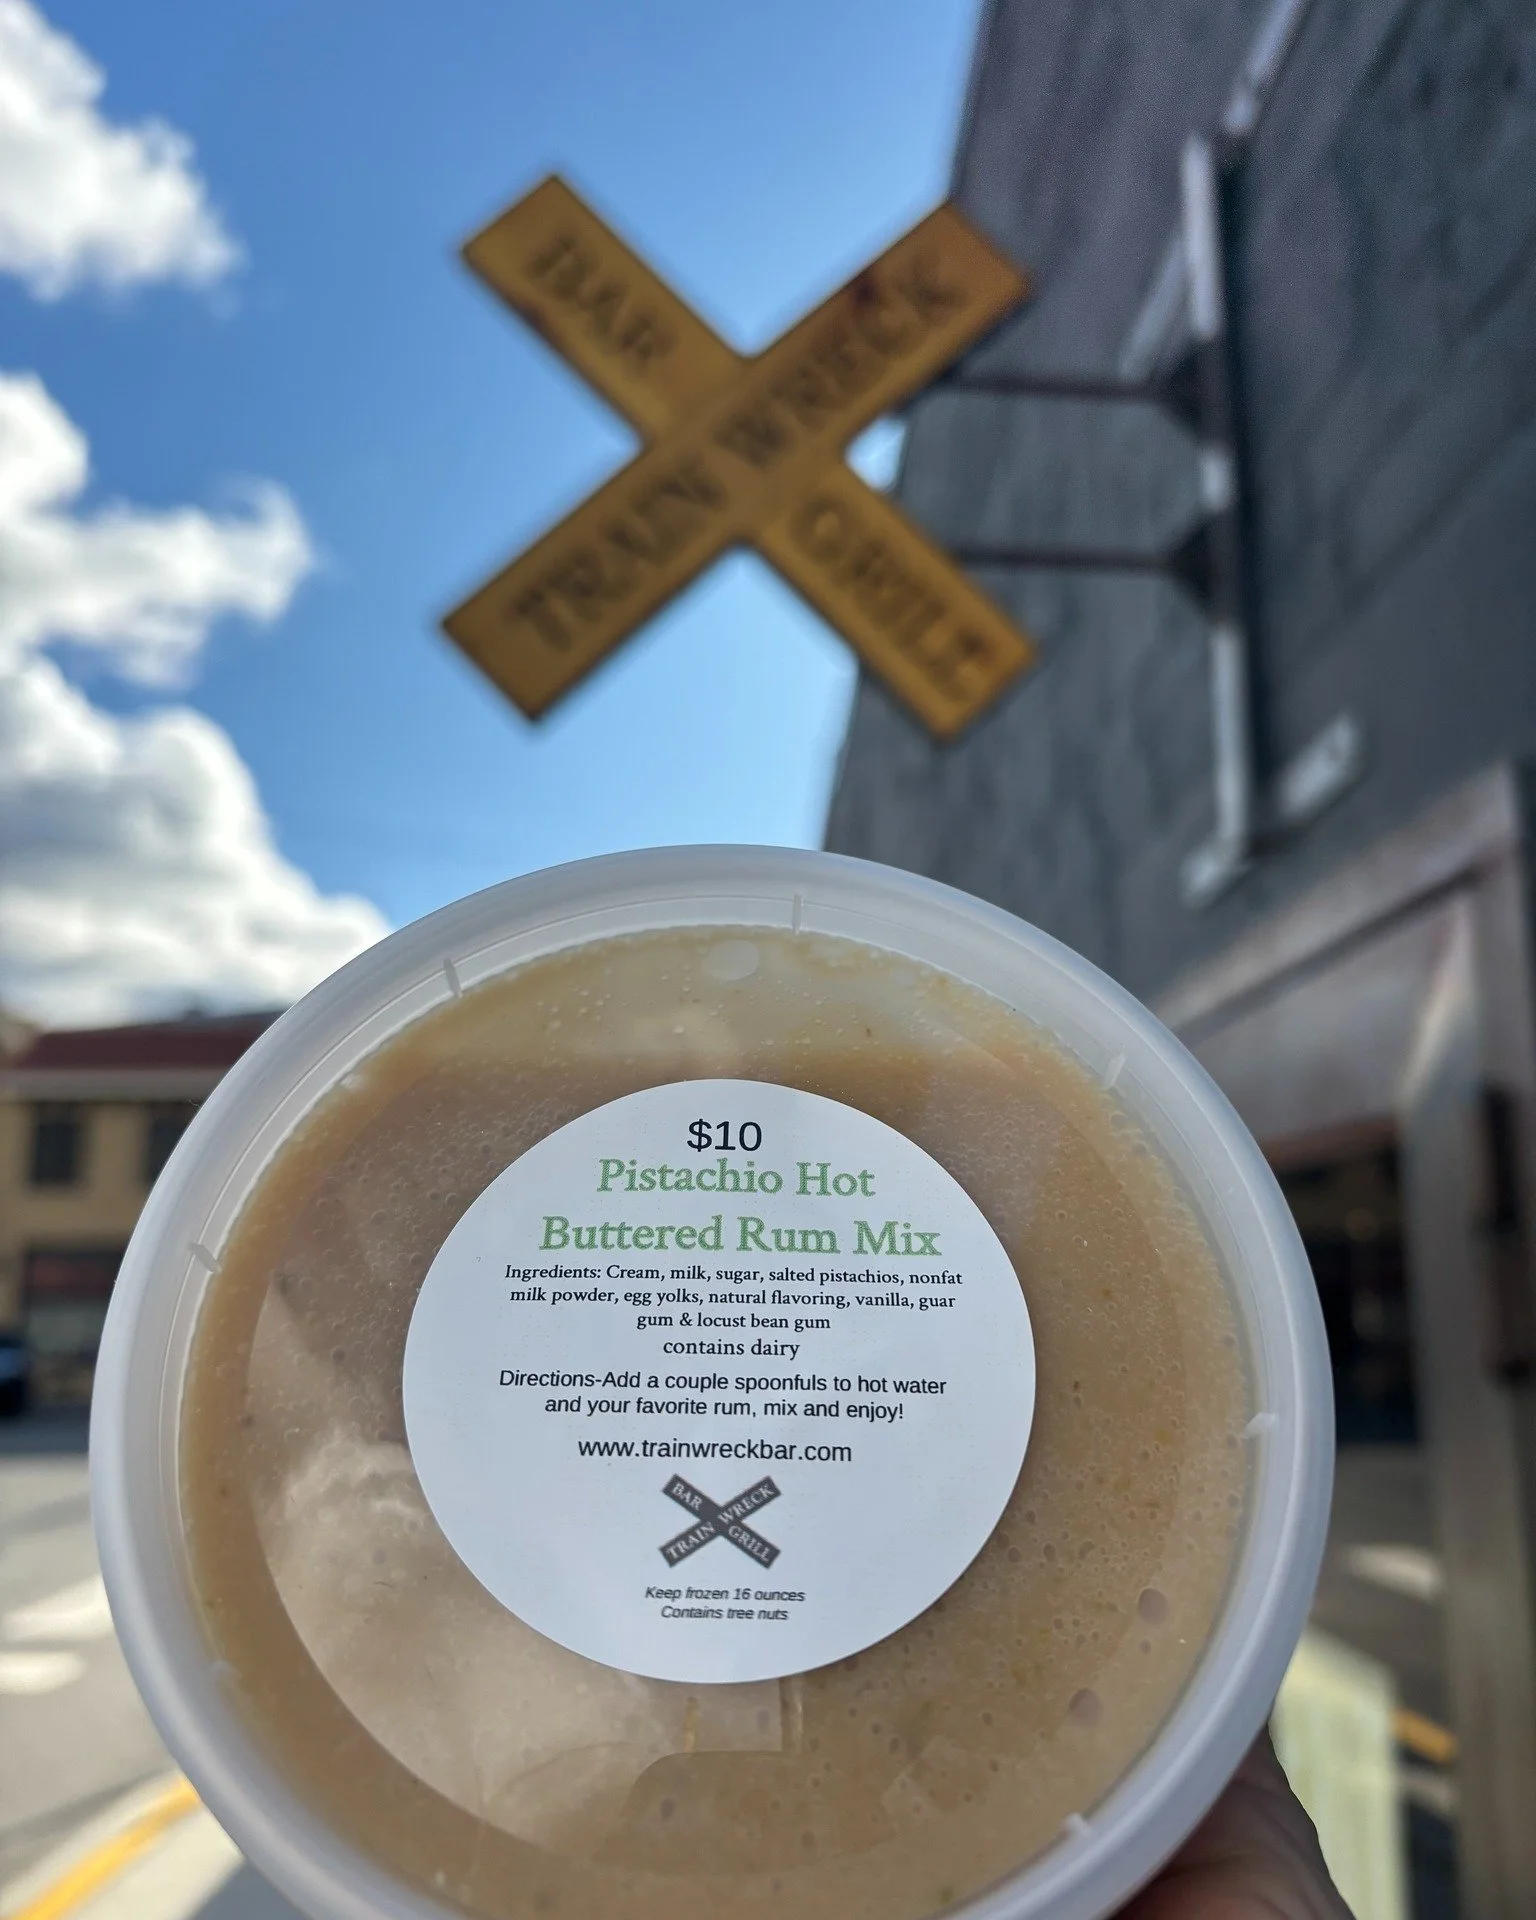 BAR
TRAIN WRECK
GRILL
$10
Pistachio Hot
Buttered Rum Mix
Ingredients: Cream, milk, sugar, salted pistachios, nonfat
milk powder, egg yolks, natural flavoring, vanilla, guar
gum & locust bean gum
contains dairy
Directions-Add a couple spoonfuls to hot water
and your favorite rum, mix and enjoy!
www.trainwreckbar.com
BAR
TRAIN WRECK
GRILL
Keep frozen 16 ounces
Contains tree nuts